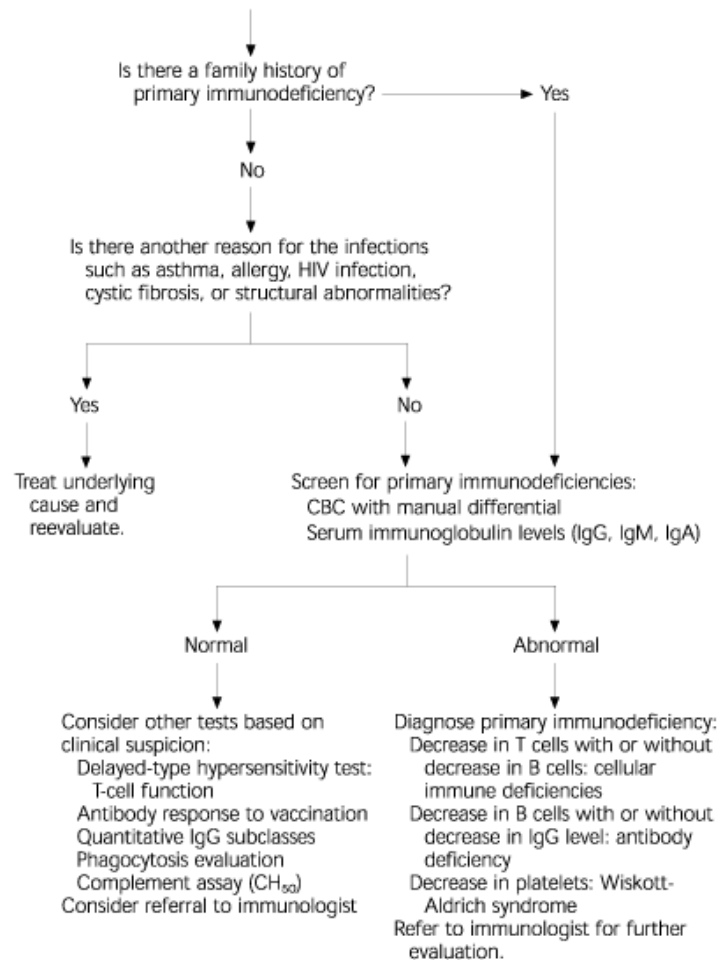 Is there a family history of
primary immunodeficiency?
Yes
No
Is there another reason for the infections
such as asthma, allergy, HIV infection,
cystic fibrosis, or structural abnormalities?
Yes
No
Treat underlying
cause and
reevaluate.
Screen for primary immunodeficiencies:
CBC with manual differential
Serum immunoglobulin levels (IgG, IgM, IgA)
Normal
Abnormal
Consider other tests based on
clinical suspicion:
Delayed-type hypersensitivity test:
T-cell function
Antibody response to vaccination
Quantitative IgG subclasses
Phagocytosis evaluation
Complement assay (CH₅₀)
Consider referral to immunologist
Diagnose primary immunodeficiency:
Decrease in T cells with or without
decrease in B cells: cellular
immune deficiencies
Decrease in B cells with or without
decrease in IgG level: antibody
deficiency
Decrease in platelets: Wiskott-
Aldrich syndrome
Refer to immunologist for further
evaluation.